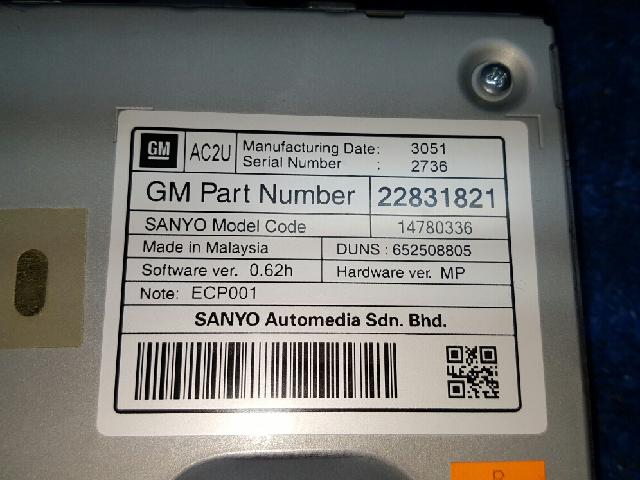 GM AC2U Manufacturing Date: 3051
Serial Number : 2736
GM Part Number 22831821
SANYO Model Code 14780336
Made in Malaysia DUNS : 652508805
Software ver. 0.62h Hardware ver. MP
Note: ECP001
SANYO Automedia Sdn. Bhd.